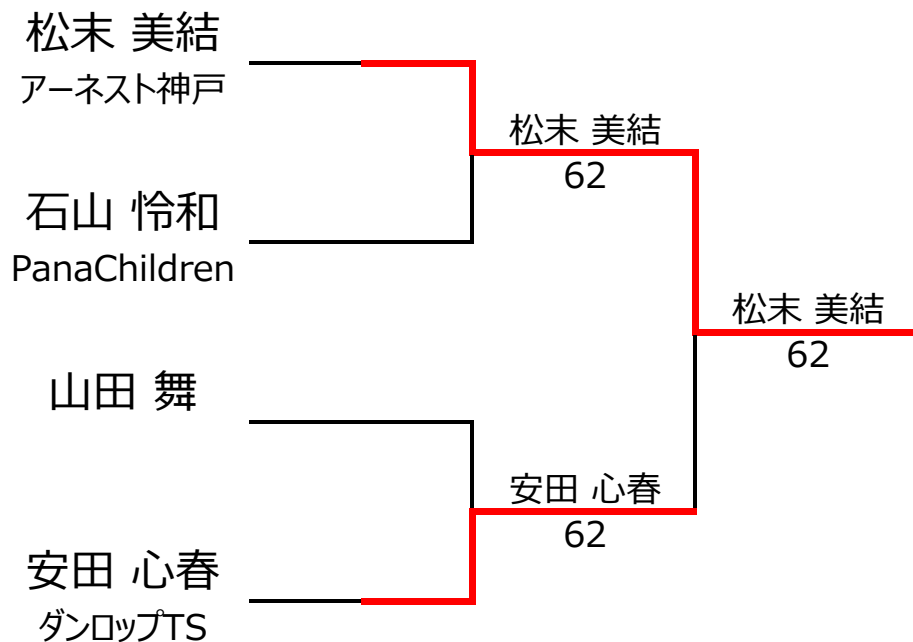 松末 美結
アーネスト神戸
松末 美結
62
石山 怜和
PanaChildren
松末 美結
62
山田 舞
安田 心春
62
安田 心春
ダンロップTS